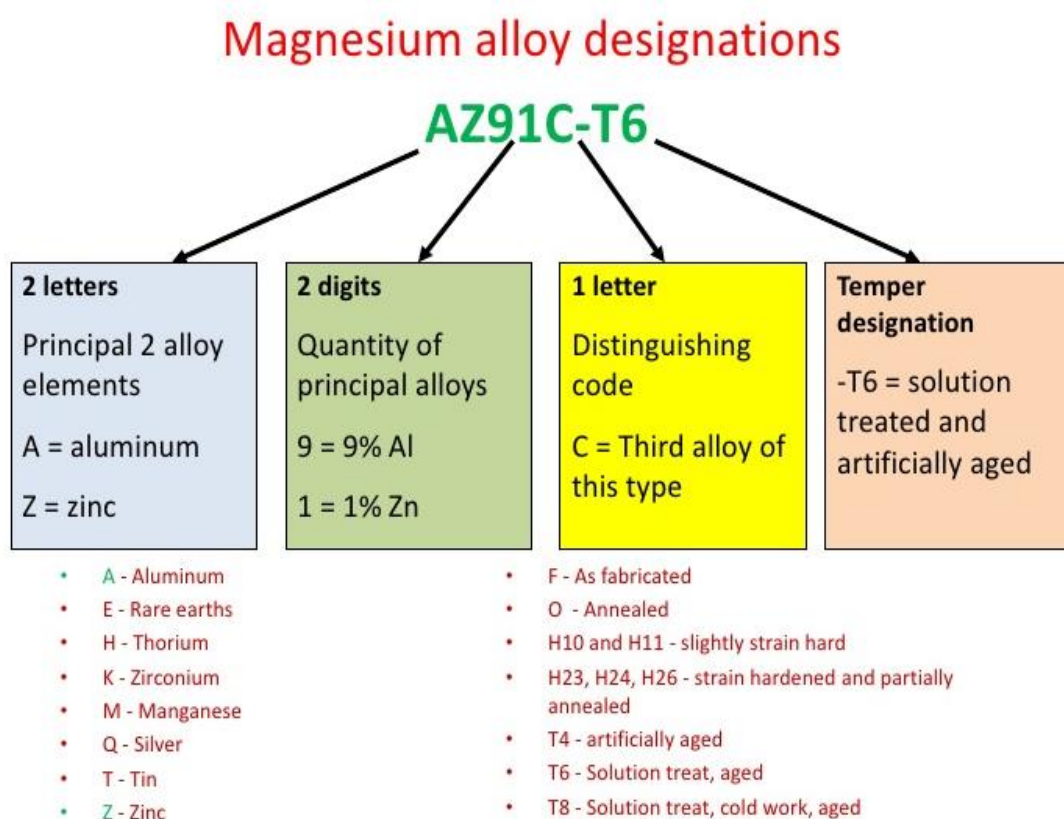 Magnesium alloy designations
AZ91C-T6
2 letters
Principal 2 alloy
elements
A = aluminum
Z = zinc
2 digits
Quantity of
principal alloys
9 = 9% Al
1 = 1% Zn
1 letter
Distinguishing
code
C = Third alloy of
this type
Temper
designation
-T6 = solution
treated and
artificially aged
• A - Aluminum
• E - Rare earths
• H - Thorium
• K - Zirconium
• M - Manganese
• Q - Silver
• T - Tin
• Z - Zinc
• F - As fabricated
• O - Annealed
• H10 and H11 - slightly strain hard
• H23, H24, H26 - strain hardened and partially
annealed
• T4 - artificially aged
• T6 - Solution treat, aged
• T8 - Solution treat, cold work, aged